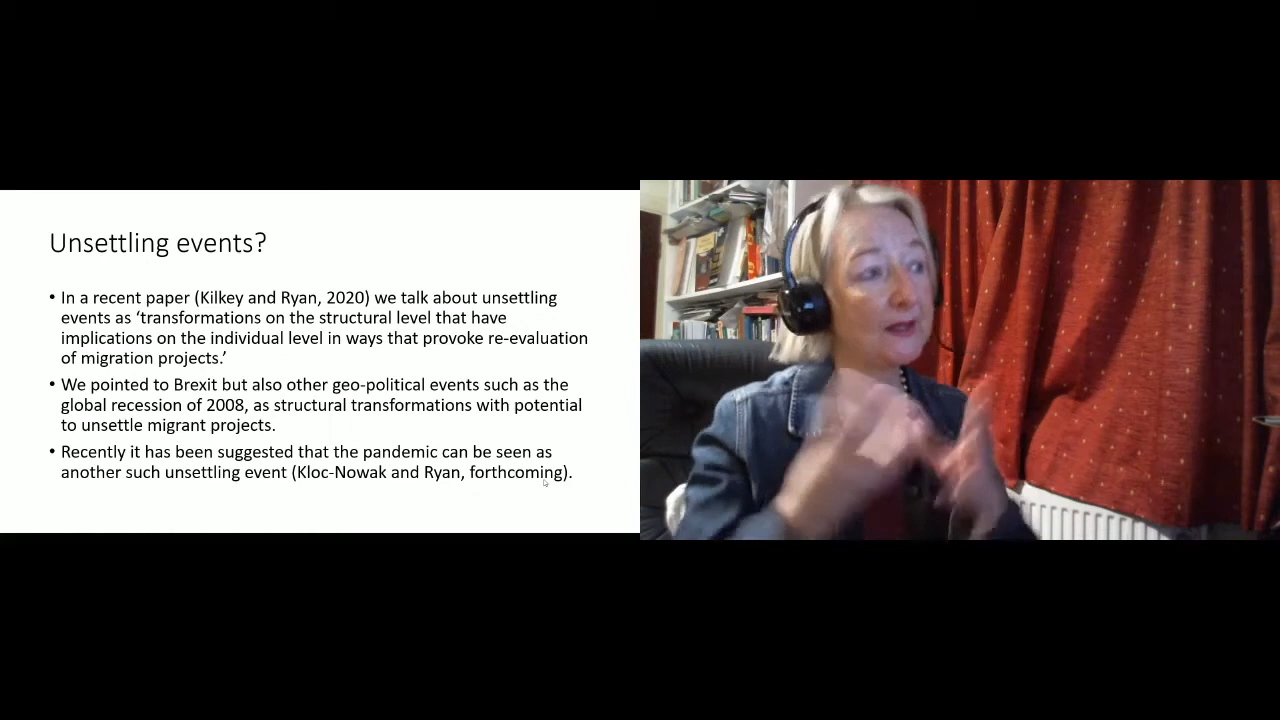 Unsettling events?
• In a recent paper (Kilkey and Ryan, 2020) we talk about unsettling
events as ‘transformations on the structural level that have
implications on the individual level in ways that provoke re-evaluation
of migration projects.’
• We pointed to Brexit but also other geo-political events such as the
global recession of 2008, as structural transformations with potential
to unsettle migrant projects.
• Recently it has been suggested that the pandemic can be seen as
another such unsettling event (Kloc-Nowak and Ryan, forthcoming).